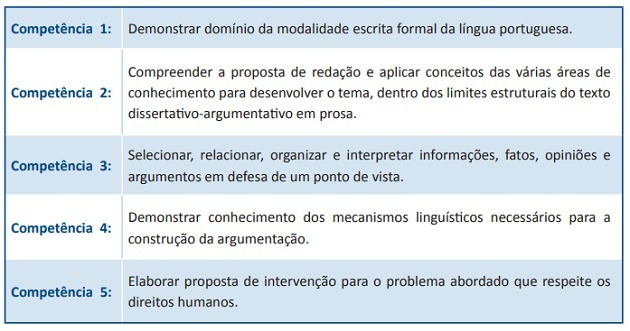 Competência 1: Demonstrar domínio da modalidade escrita formal da língua portuguesa.
Compreender a proposta de redação e aplicar conceitos das várias áreas de
Competência 2: conhecimento para desenvolver o tema, dentro dos limites estruturais do texto
dissertativo-argumentativo em prosa.
Competência 3: Selecionar, relacionar, organizar e interpretar informações, fatos, opiniões e
argumentos em defesa de um ponto de vista.
Competência 4: Demonstrar conhecimento dos mecanismos linguísticos necessários para a
construção da argumentação.
Competência 5: Elaborar proposta de intervenção para o problema abordado que respeite os
direitos humanos.